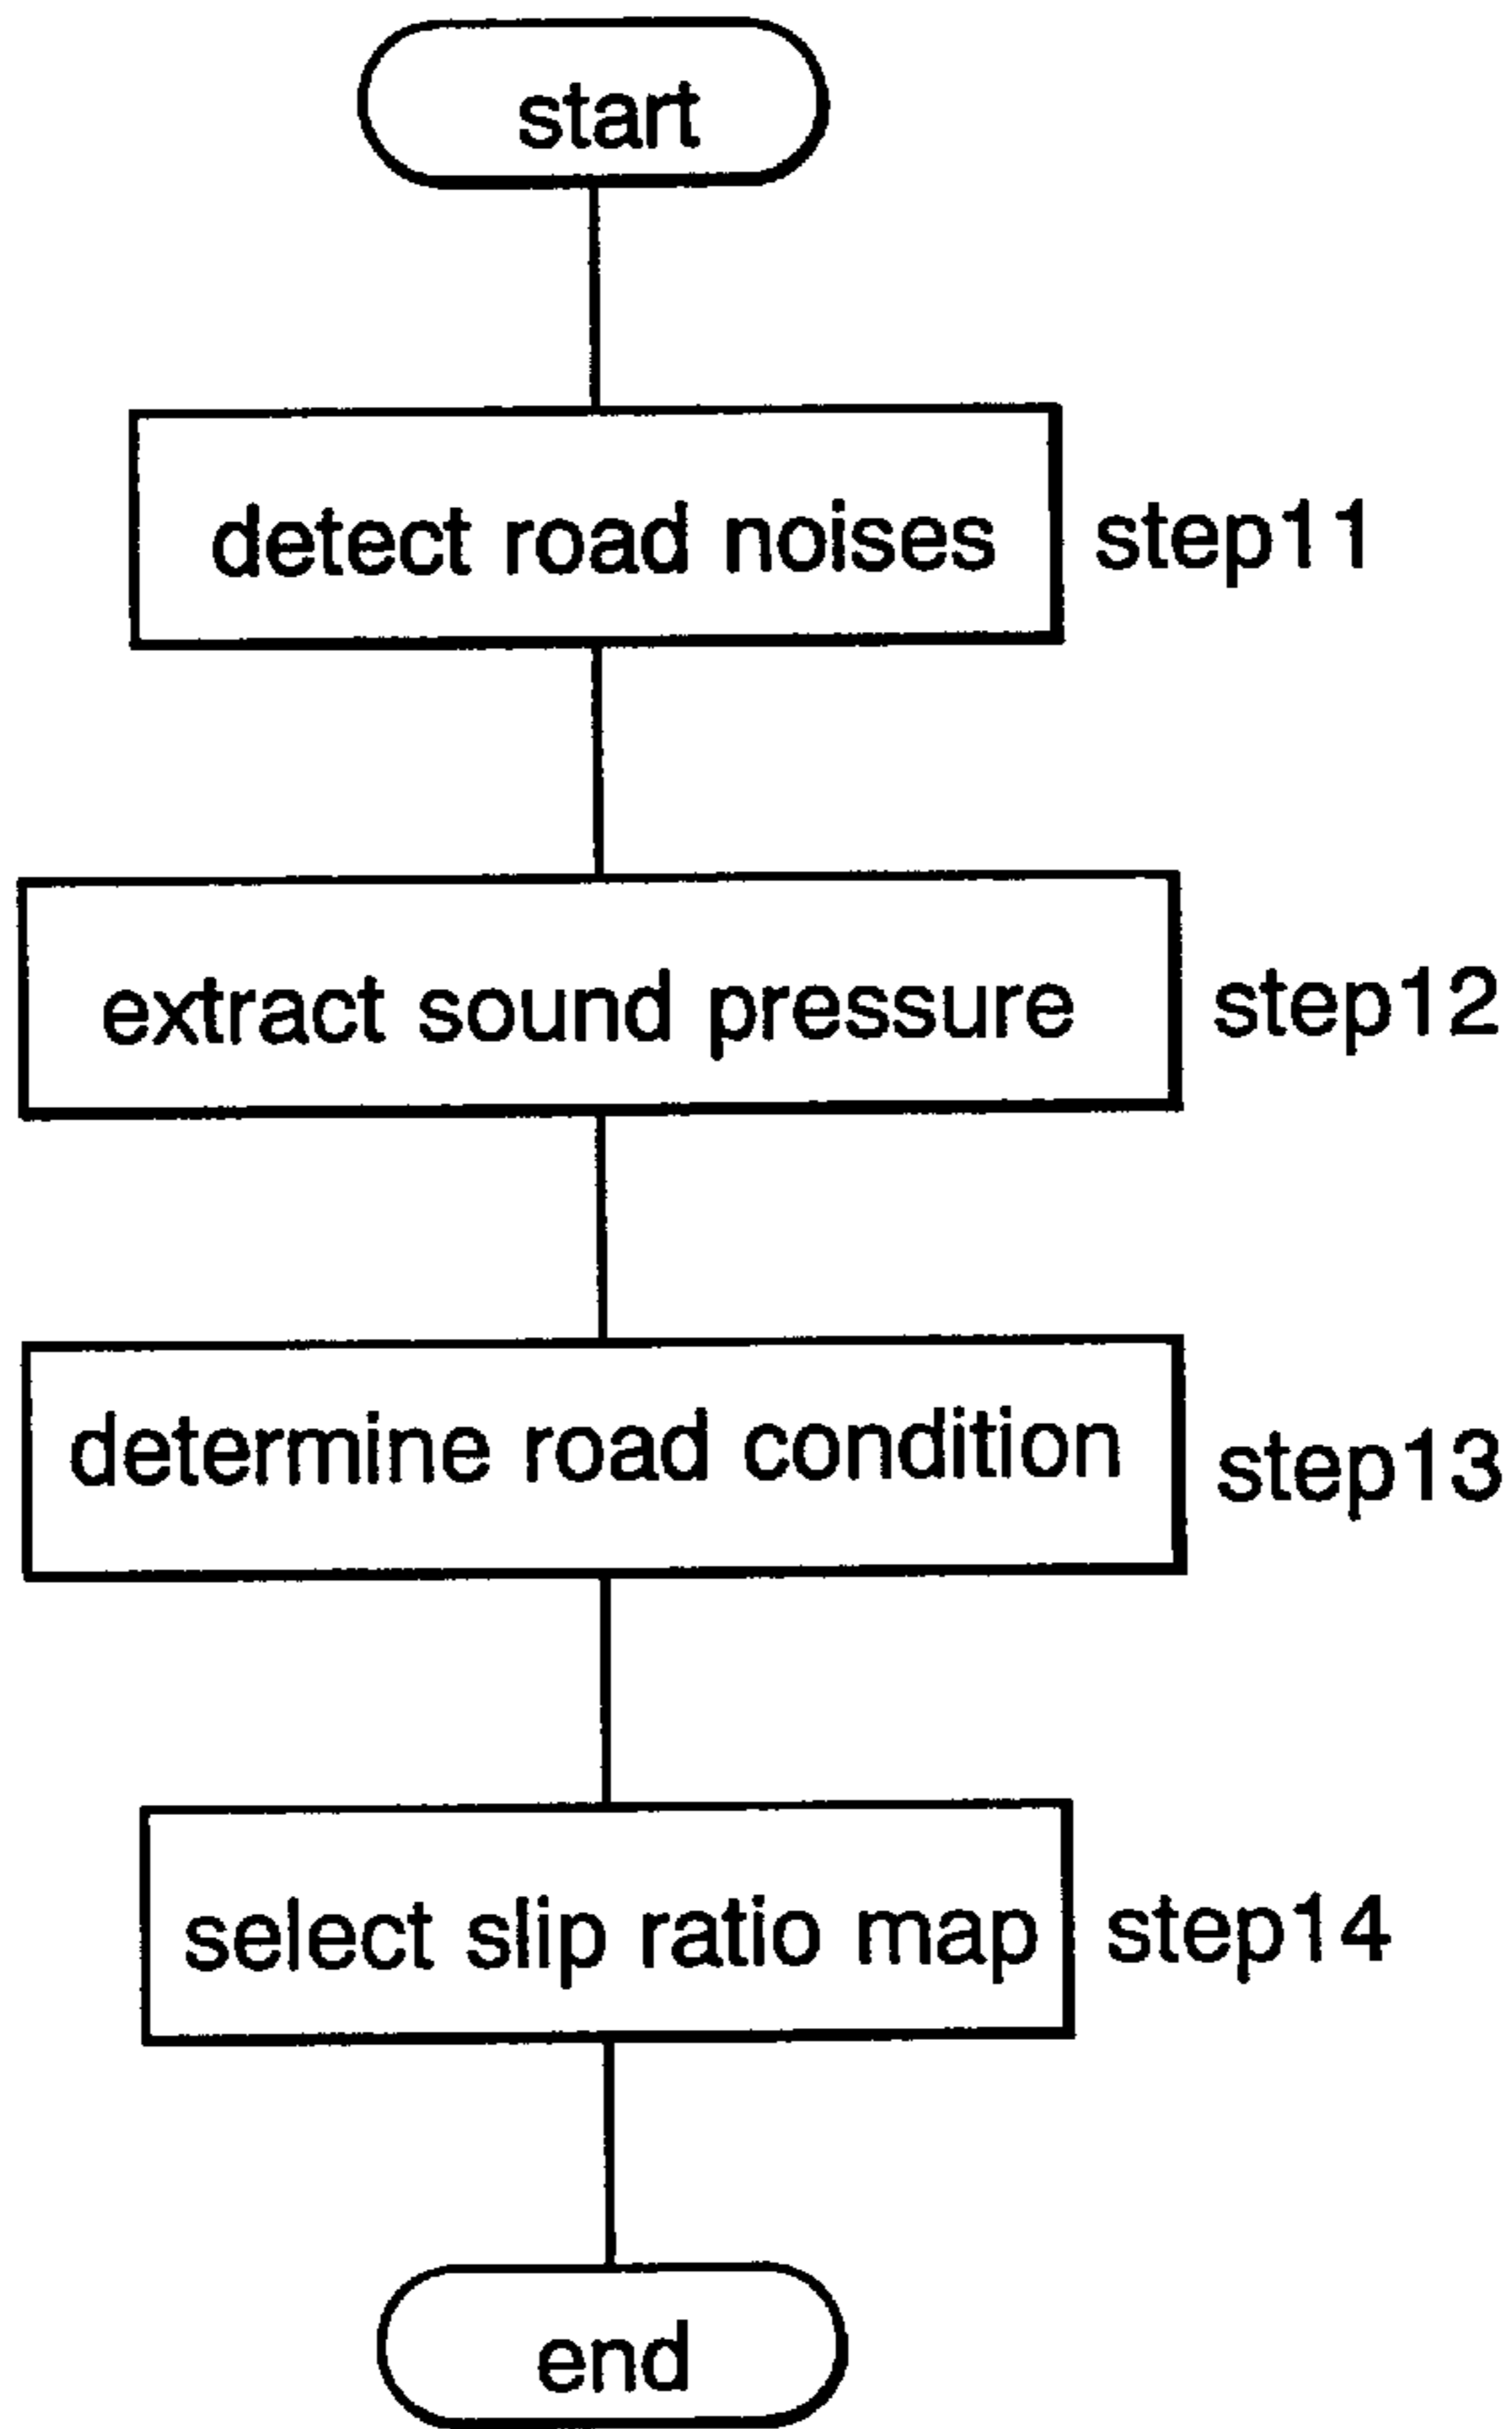 start
detect road noises step11
extract sound pressure step12
determine road condition step13
select slip ratio map step14
end